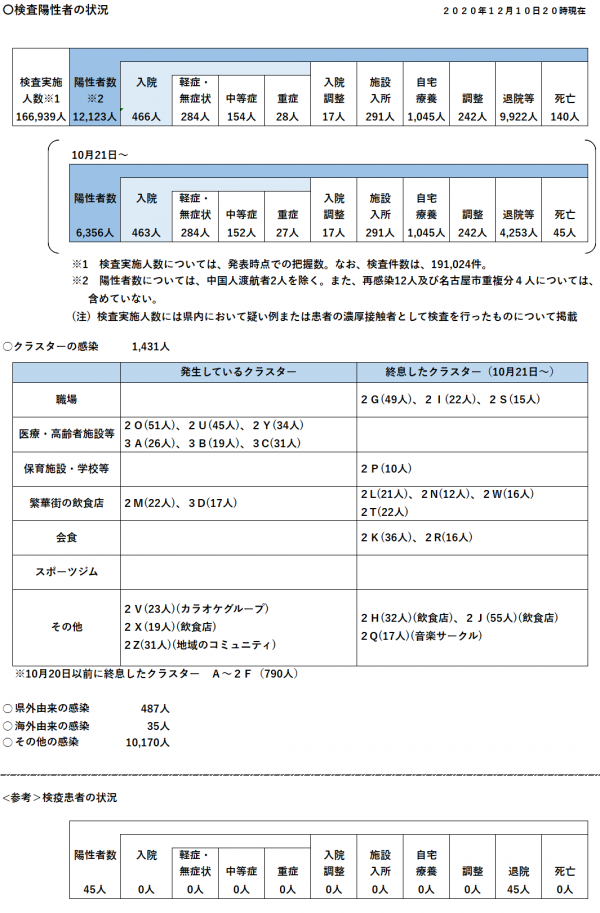 〇検査陽性者の状況
２０２０年１２月１０日２０時現在
検査実施人数※1 陽性者数※2 入院 軽症・無症状 中等症 重症 入院調整 施設入所 自宅療養 調整 退院等 死亡
166,939人 12,123人 466人 284人 154人 28人 17人 291人 1,045人 242人 9,922人 140人
10月21日～
陽性者数 入院 軽症・無症状 中等症 重症 入院調整 施設入所 自宅療養 調整 退院等 死亡
6,356人 463人 284人 152人 27人 17人 291人 1,045人 242人 4,253人 45人
※1 検査実施人数については、発表時点での把握数。なお、検査件数は、191,024件。
※2 陽性者数については、中国人渡航者2人を除く。また、再感染12人及び名古屋市重複分４人については、
含めていない。
（注）検査実施人数には県内において疑い例または患者の濃厚接触者として検査を行ったものについて掲載
〇クラスターの感染 1,431人
発生しているクラスター 終息したクラスター（10月21日～）
職場 ２Ｇ(49人)、２Ｉ(22人)、２Ｓ(15人)
医療・高齢者施設等 ２Ｏ(51人)、２Ｕ(45人)、２Ｙ(34人)
３Ａ(26人)、３Ｂ(19人)、３C(31人)
保育施設・学校等 ２Ｐ(10人)
繁華街の飲食店 ２Ｍ(22人)、３Ｄ(17人) ２L(21人)、２Ｎ(12人)、２Ｗ(16人)
２Ｔ(22人)
会食 ２Ｋ(36人)、２R(16人)
スポーツジム
その他 ２Ｖ(23人)(カラオケグループ)
２Ｘ(19人)(飲食店)
２Z(31人)(地域のコミュニティ)
２Ｈ(32人)(飲食店)、２Ｊ(55人)(飲食店)
２Q(17人)(音楽サークル)
※10月20日以前に終息したクラスター Ａ～２Ｆ（790人）
〇県外由来の感染 487人
〇海外由来の感染 35人
〇その他の感染 10,170人
<参考>検疫患者の状況
陽性者数 入院 軽症・無症状 中等症 重症 入院調整 施設入所 自宅療養 調整 退院 死亡
45人 0人 0人 0人 0人 0人 0人 0人 0人 45人 0人